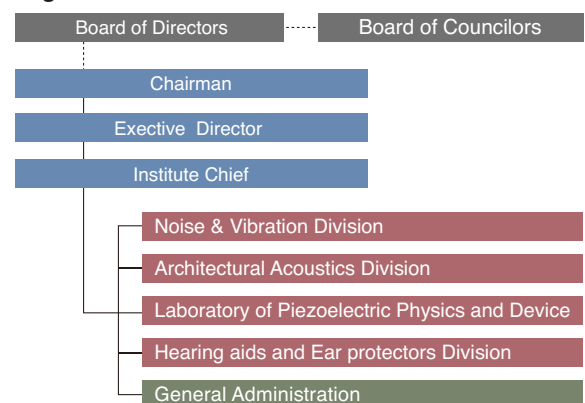 Board of Directors
Board of Councilors
Chairman
Exective Director
Institute Chief
Noise & Vibration Division
Architectural Acoustics Division
Laboratory of Piezoelectric Physics and Device
Hearing aids and Ear protectors Division
General Administration